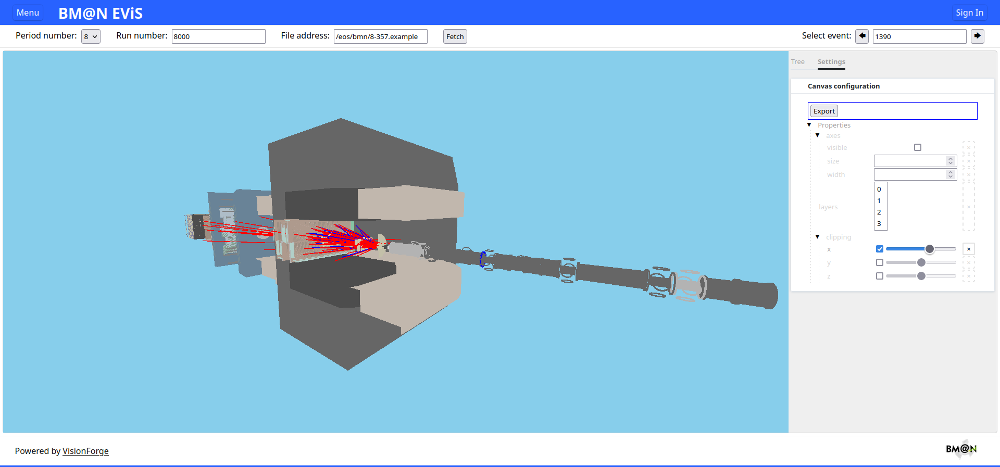 Menu BM@N EViS Sign In
Period number: 8 Run number: 8000 File address: /eos/bmn/8-357.example Fetch Select event: 1390
Tree Settings
Canvas configuration
Export
Properties
axes
visible
size
width
0
1
layers
2
3
clipping
x
y
z
Powered by VisionForge
BM@N